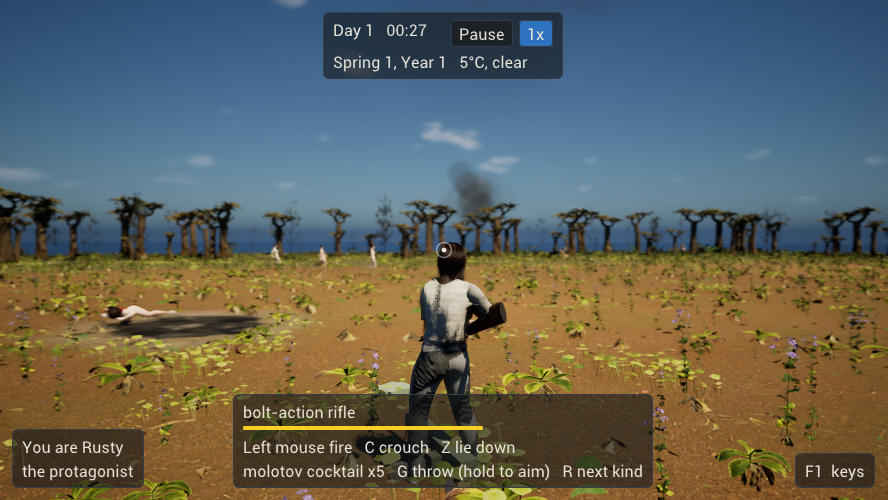 Day 1 00:27 Pause 1x
Spring 1, Year 1 5°C, clear
bolt-action rifle
Left mouse fire C crouch Z lie down
molotov cocktail x5 G throw (hold to aim) R next kind
You are Rusty
the protagonist
F1 keys